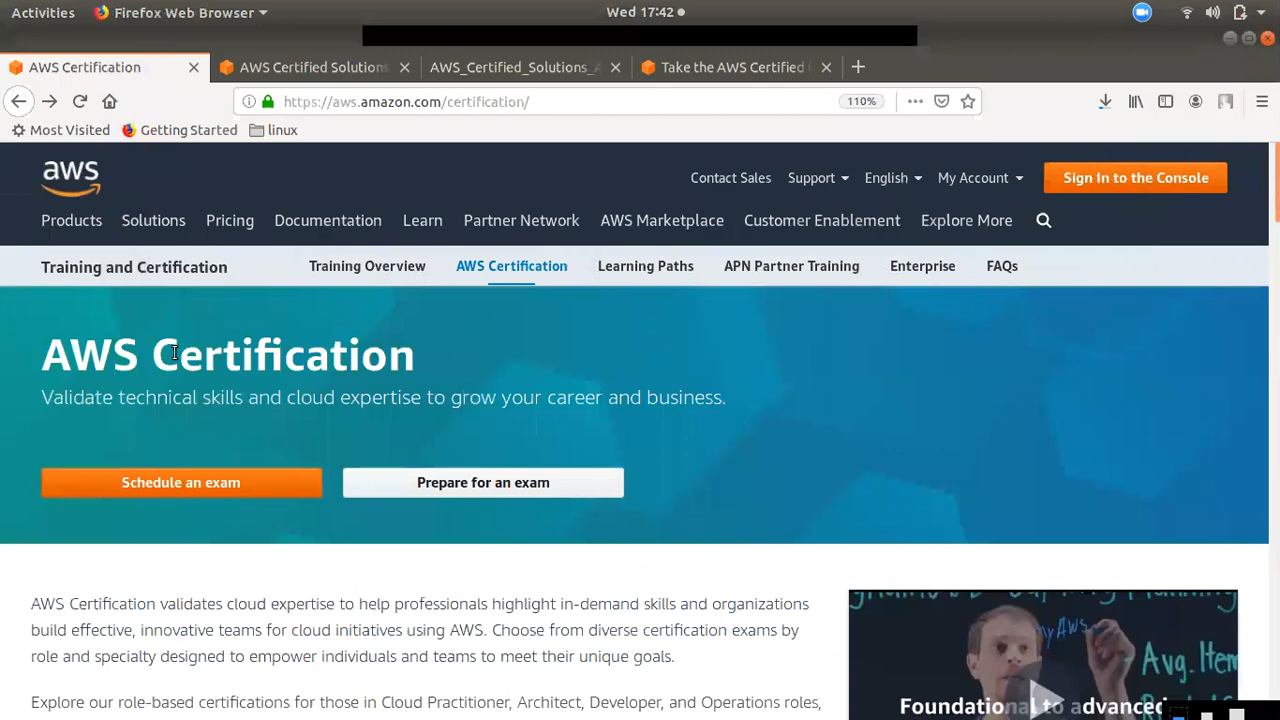 Activities Firefox Web Browser Wed 17:42
AWS Certification AWS Certified Solutions AWS_Certified_Solutions_A Take the AWS Certified
https://aws.amazon.com/certification/ 110%
Most Visited Getting Started linux
aws Contact Sales Support English My Account Sign In to the Console
Products Solutions Pricing Documentation Learn Partner Network AWS Marketplace Customer Enablement Explore More
Training and Certification Training Overview AWS Certification Learning Paths APN Partner Training Enterprise FAQs
AWS Certification
Validate technical skills and cloud expertise to grow your career and business.
Schedule an exam Prepare for an exam
AWS Certification validates cloud expertise to help professionals highlight in-demand skills and organizations
build effective, innovative teams for cloud initiatives using AWS. Choose from diverse certification exams by
role and specialty designed to empower individuals and teams to meet their unique goals.
Explore our role-based certifications for those in Cloud Practitioner, Architect, Developer, and Operations roles,
myAws
Avg. Item
Foundational to advanced